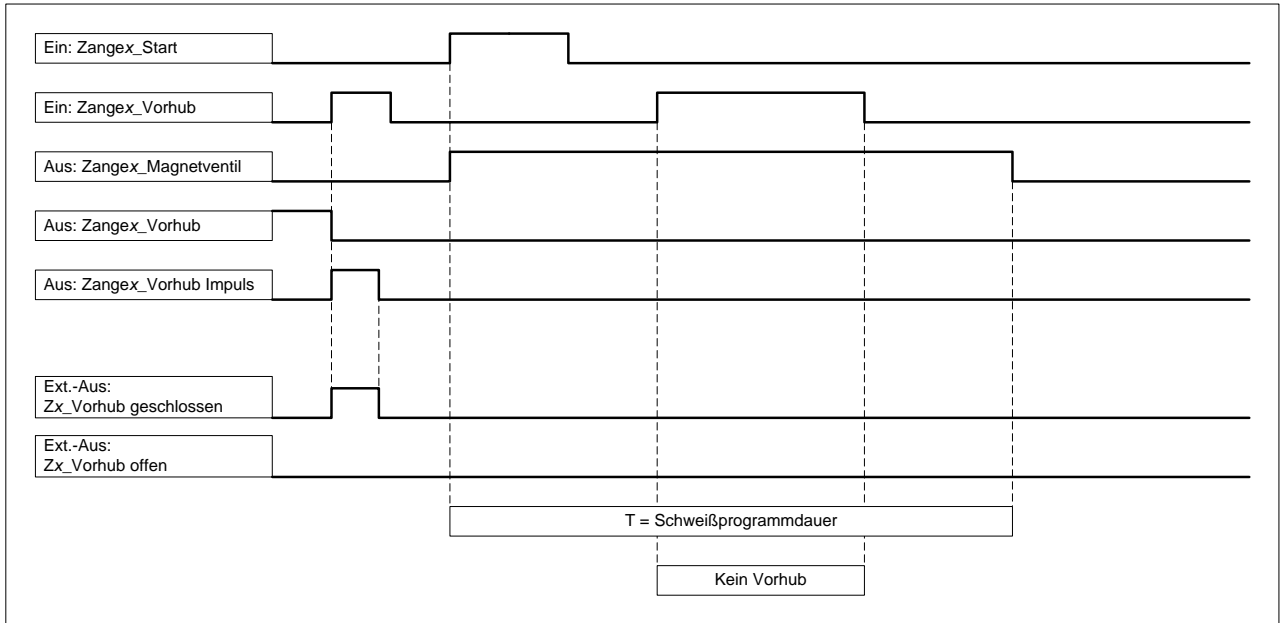 Ein: Zangex_Start
Ein: Zangex_Vorhub
Aus: Zangex_Magnetventil
Aus: Zangex_Vorhub
Aus: Zangex_Vorhub Impuls
Ext.-Aus:
Zx_Vorhub geschlossen
Ext.-Aus:
Zx_Vorhub offen
T = Schweißprogrammdauer
Kein Vorhub